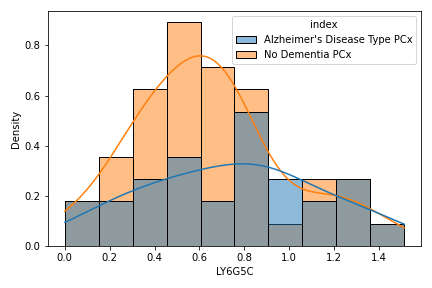 index
Alzheimer's Disease Type PCx
No Dementia PCx
Density
0.8
0.6
0.4
0.2
0.0
0.0 0.2 0.4 0.6 0.8 1.0 1.2 1.4
LY6G5C